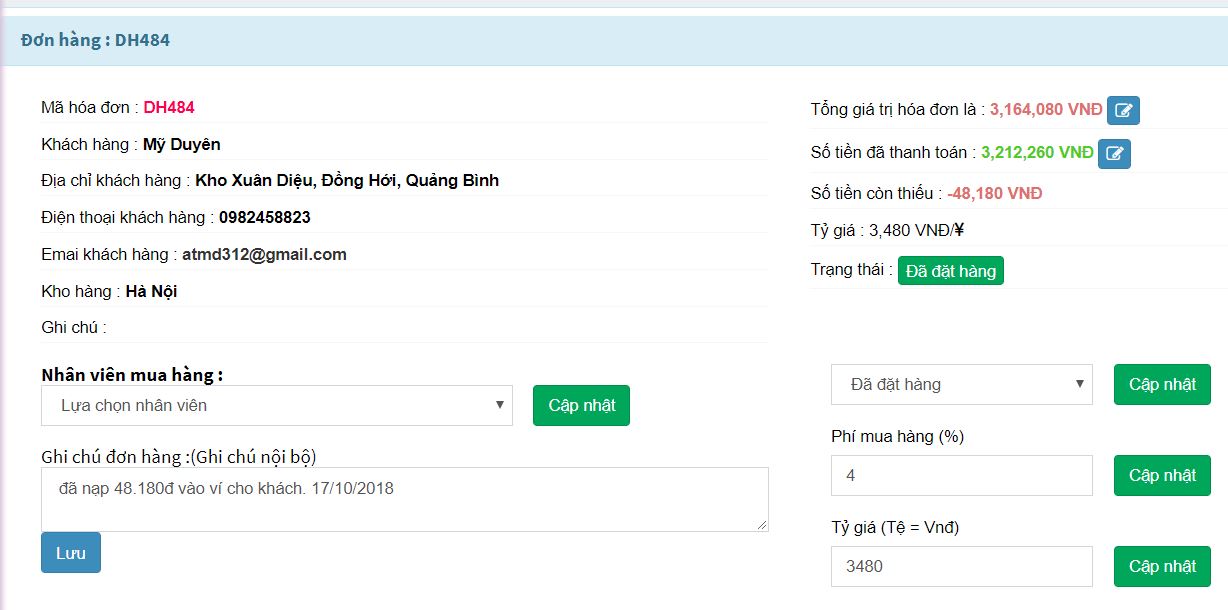 Đơn hàng : DH484
Mã hóa đơn : DH484
Khách hàng : Mỹ Duyên
Địa chỉ khách hàng : Kho Xuân Diệu, Đồng Hới, Quảng Bình
Điện thoại khách hàng : 0982458823
Emai khách hàng : atmd312@gmail.com
Kho hàng : Hà Nội
Ghi chú :
Nhân viên mua hàng :
Lựa chọn nhân viên
Cập nhật
Ghi chú đơn hàng :(Ghi chú nội bộ)
đã nạp 48.180đ vào ví cho khách. 17/10/2018
Lưu
Tổng giá trị hóa đơn là : 3,164,080 VNĐ
Số tiền đã thanh toán : 3,212,260 VNĐ
Số tiền còn thiếu : -48,180 VNĐ
Tỷ giá : 3,480 VNĐ/¥
Trạng thái : Đã đặt hàng
Đã đặt hàng
Cập nhật
Phí mua hàng (%)
4
Cập nhật
Tỷ giá (Tệ = Vnđ)
3480
Cập nhật